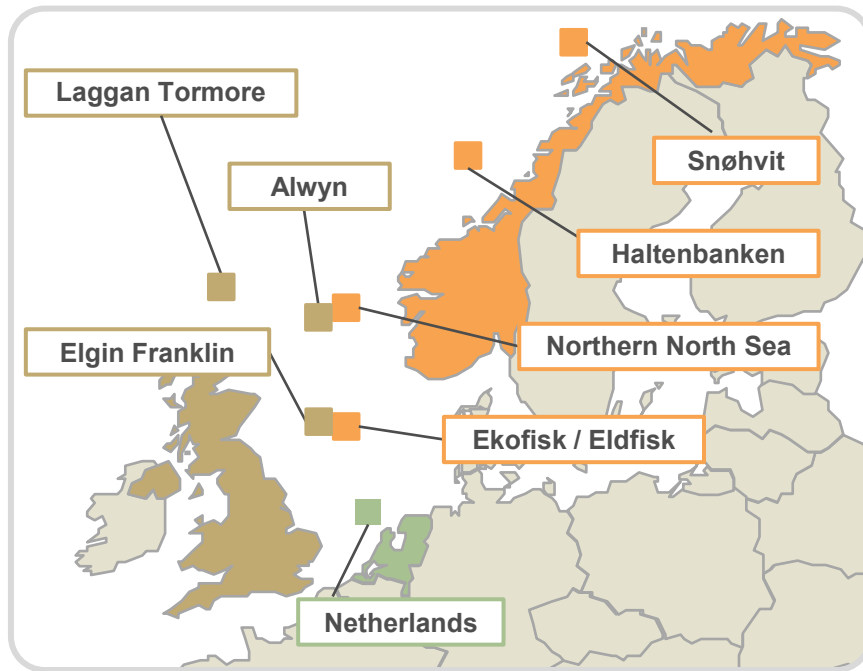 Laggan Tormore
Snøhvit
Alwyn
Haltenbanken
Elgin Franklin
Northern North Sea
Ekofisk / Eldfisk
Netherlands